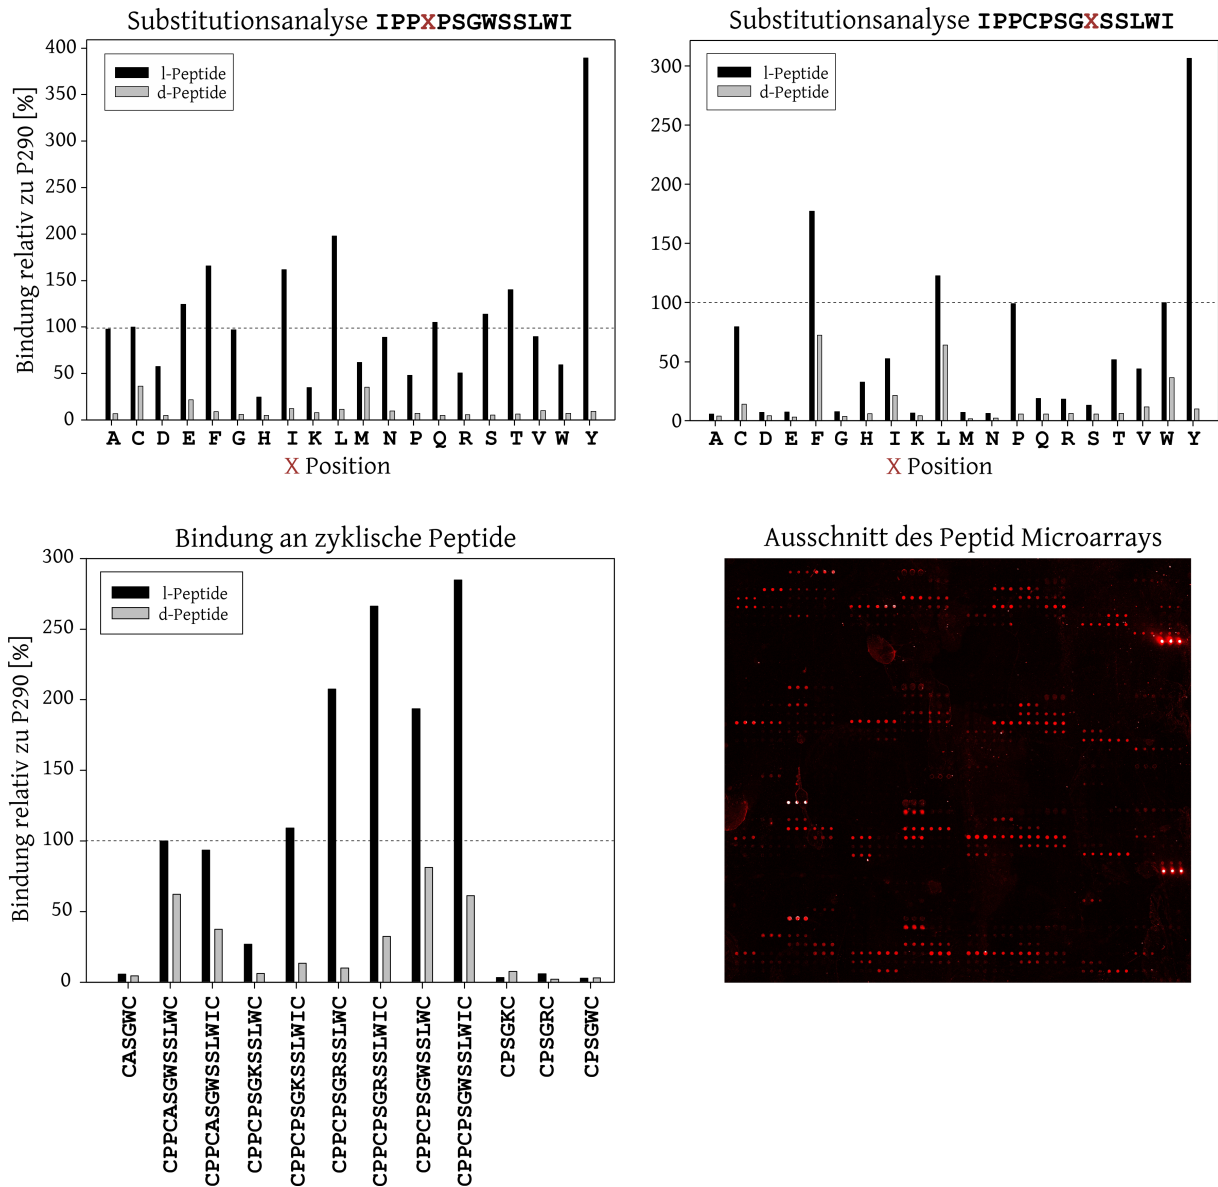 Substitutionsanalyse IPPXPSGWSSLWI
Bindung relativ zu P290 [%]
400
350
300
250
200
150
100
50
0
l-Peptide
d-Peptide
A C D E F G H I K L M N P Q R S T V W Y
X Position
Substitutionsanalyse IPPCPSGXSSLWI
300
250
200
150
100
50
0
l-Peptide
d-Peptide
A C D E F G H I K L M N P Q R S T V W Y
X Position
Bindung an zyklische Peptide
Bindung relativ zu P290 [%]
300
250
200
150
100
50
0
l-Peptide
d-Peptide
CASGWC
CPPCASGWSSLWC
CPPCASGWSSLWIC
CPPCPSGKSSLWC
CPPCPSGKSSLWIC
CPPCPSGRSSLWC
CPPCPSGRSSLWIC
CPPCPSGWSSLWC
CPPCPSGWSSLWIC
CPSGKC
CPSGRC
CPSGWC
Ausschnitt des Peptid Microarrays